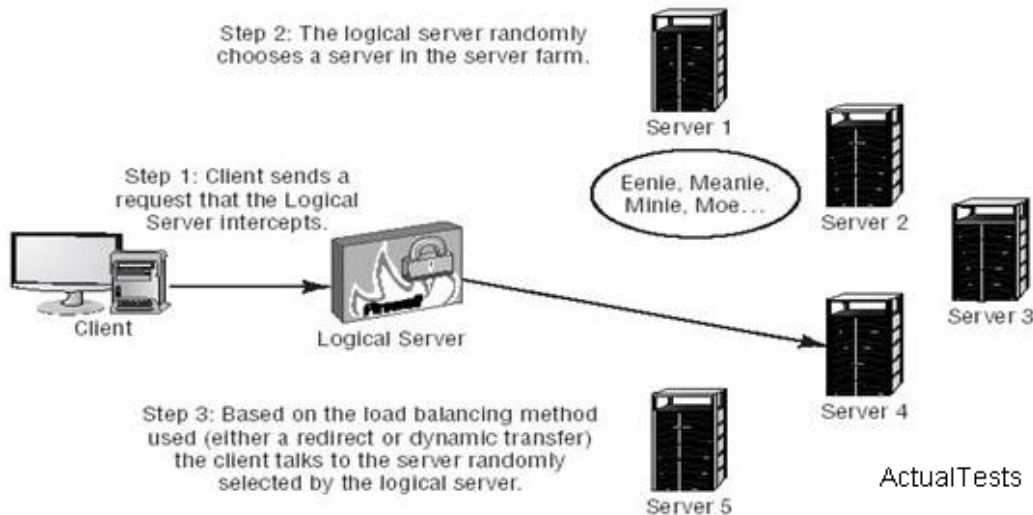 Step 2: The logical server randomly
chooses a server in the server farm.
Server 1
Step 1: Client sends a
request that the Logical
Server intercepts.
Eenie, Meanie,
Minie, Moe...
Server 2
Client
Firewall
Logical Server
Server 3
Server 4
Step 3: Based on the load balancing method
used (either a redirect or dynamic transfer)
the client talks to the server randomly
selected by the logical server.
Server 5
ActualTests